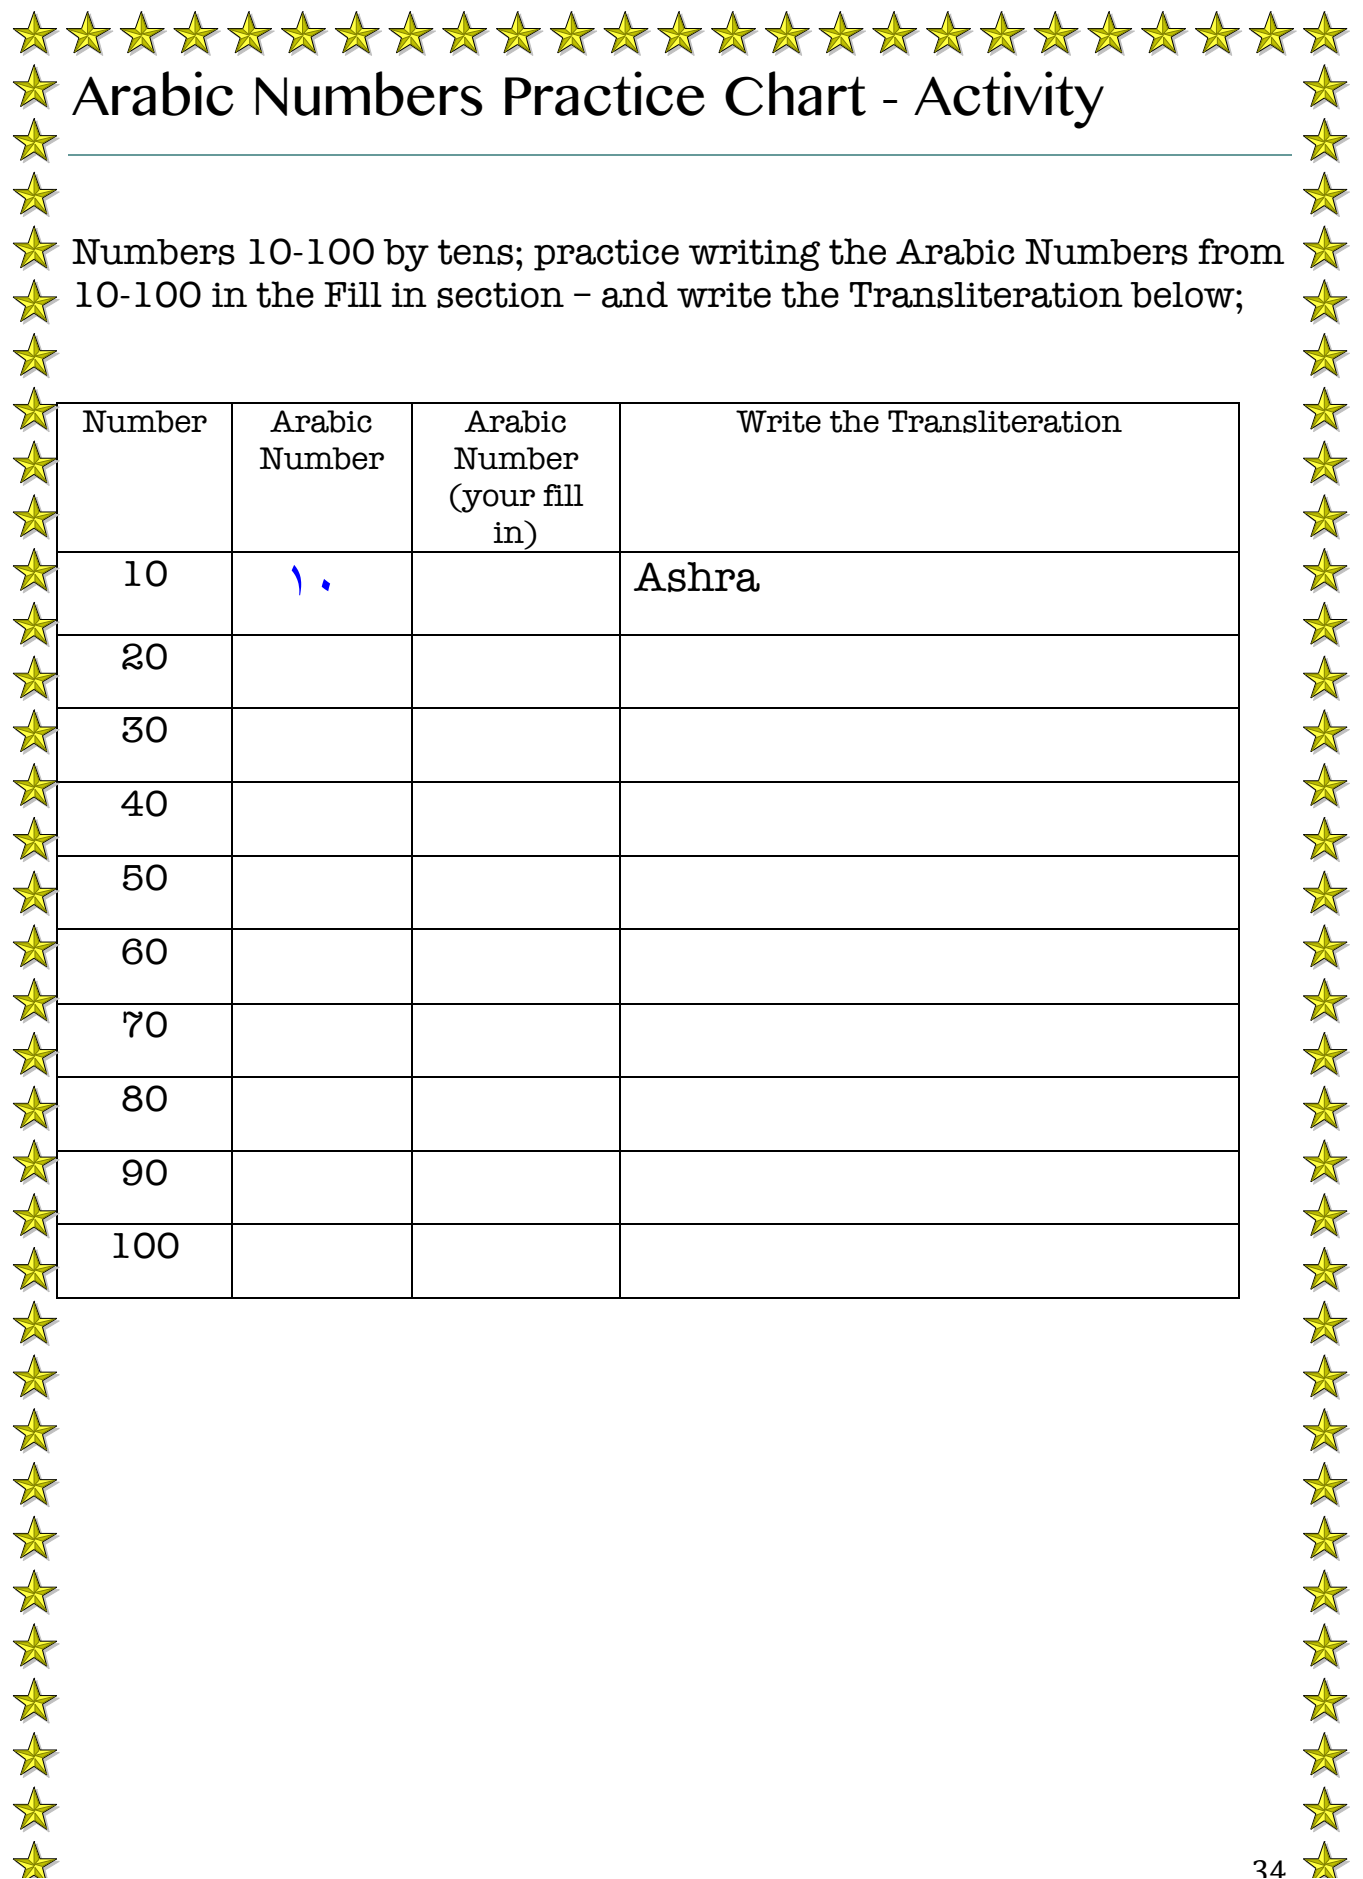 Arabic Numbers Practice Chart - Activity
Numbers 10-100 by tens; practice writing the Arabic Numbers from
10-100 in the Fill in section – and write the Transliteration below;
Number
Arabic
Number
Arabic
Number
(your fill
in)
Write the Transliteration
10
١٠
Ashra
20
30
40
50
60
70
80
90
100
34